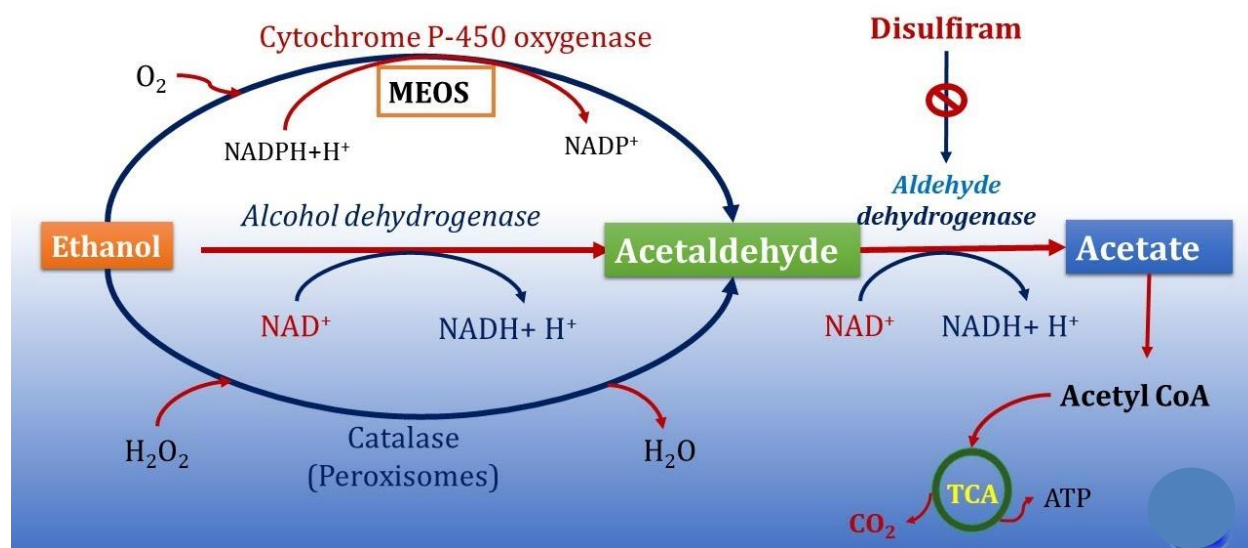 Cytochrome P-450 oxygenase
Disulfiram
O₂
MEOS
NADPH+H⁺
NADP⁺
Aldehyde
dehydrogenase
Alcohol dehydrogenase
Ethanol
Acetaldehyde
Acetate
NAD⁺
NADH+ H⁺
NAD⁺
NADH+ H⁺
Acetyl CoA
H₂O₂
Catalase
(Peroxisomes)
H₂O
TCA
ATP
CO₂